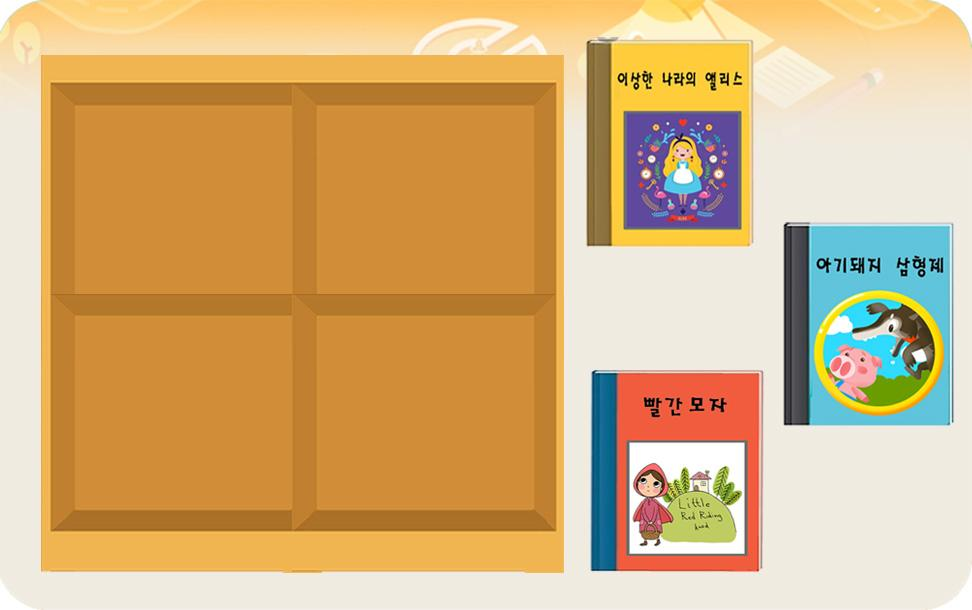 이상한 나라의 앨리스
아기돼지 삼형제
빨간 모자
Little
Red Riding
hood